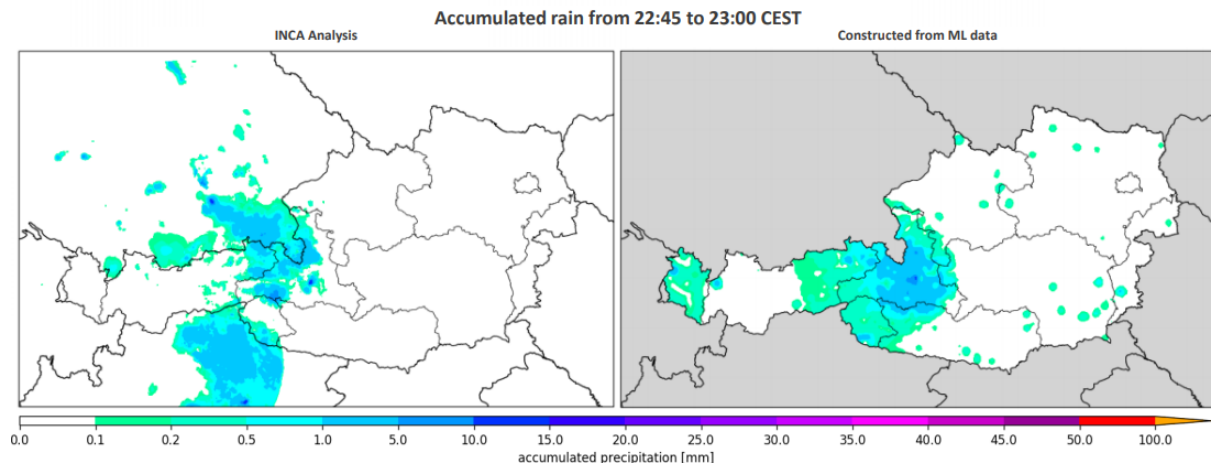 Accumulated rain from 22:45 to 23:00 CEST
INCA Analysis
Constructed from ML data
0.0 0.1 0.2 0.5 1.0 5.0 10.0 15.0 20.0 25.0 30.0 35.0 40.0 45.0 50.0 100.0
accumulated precipitation [mm]